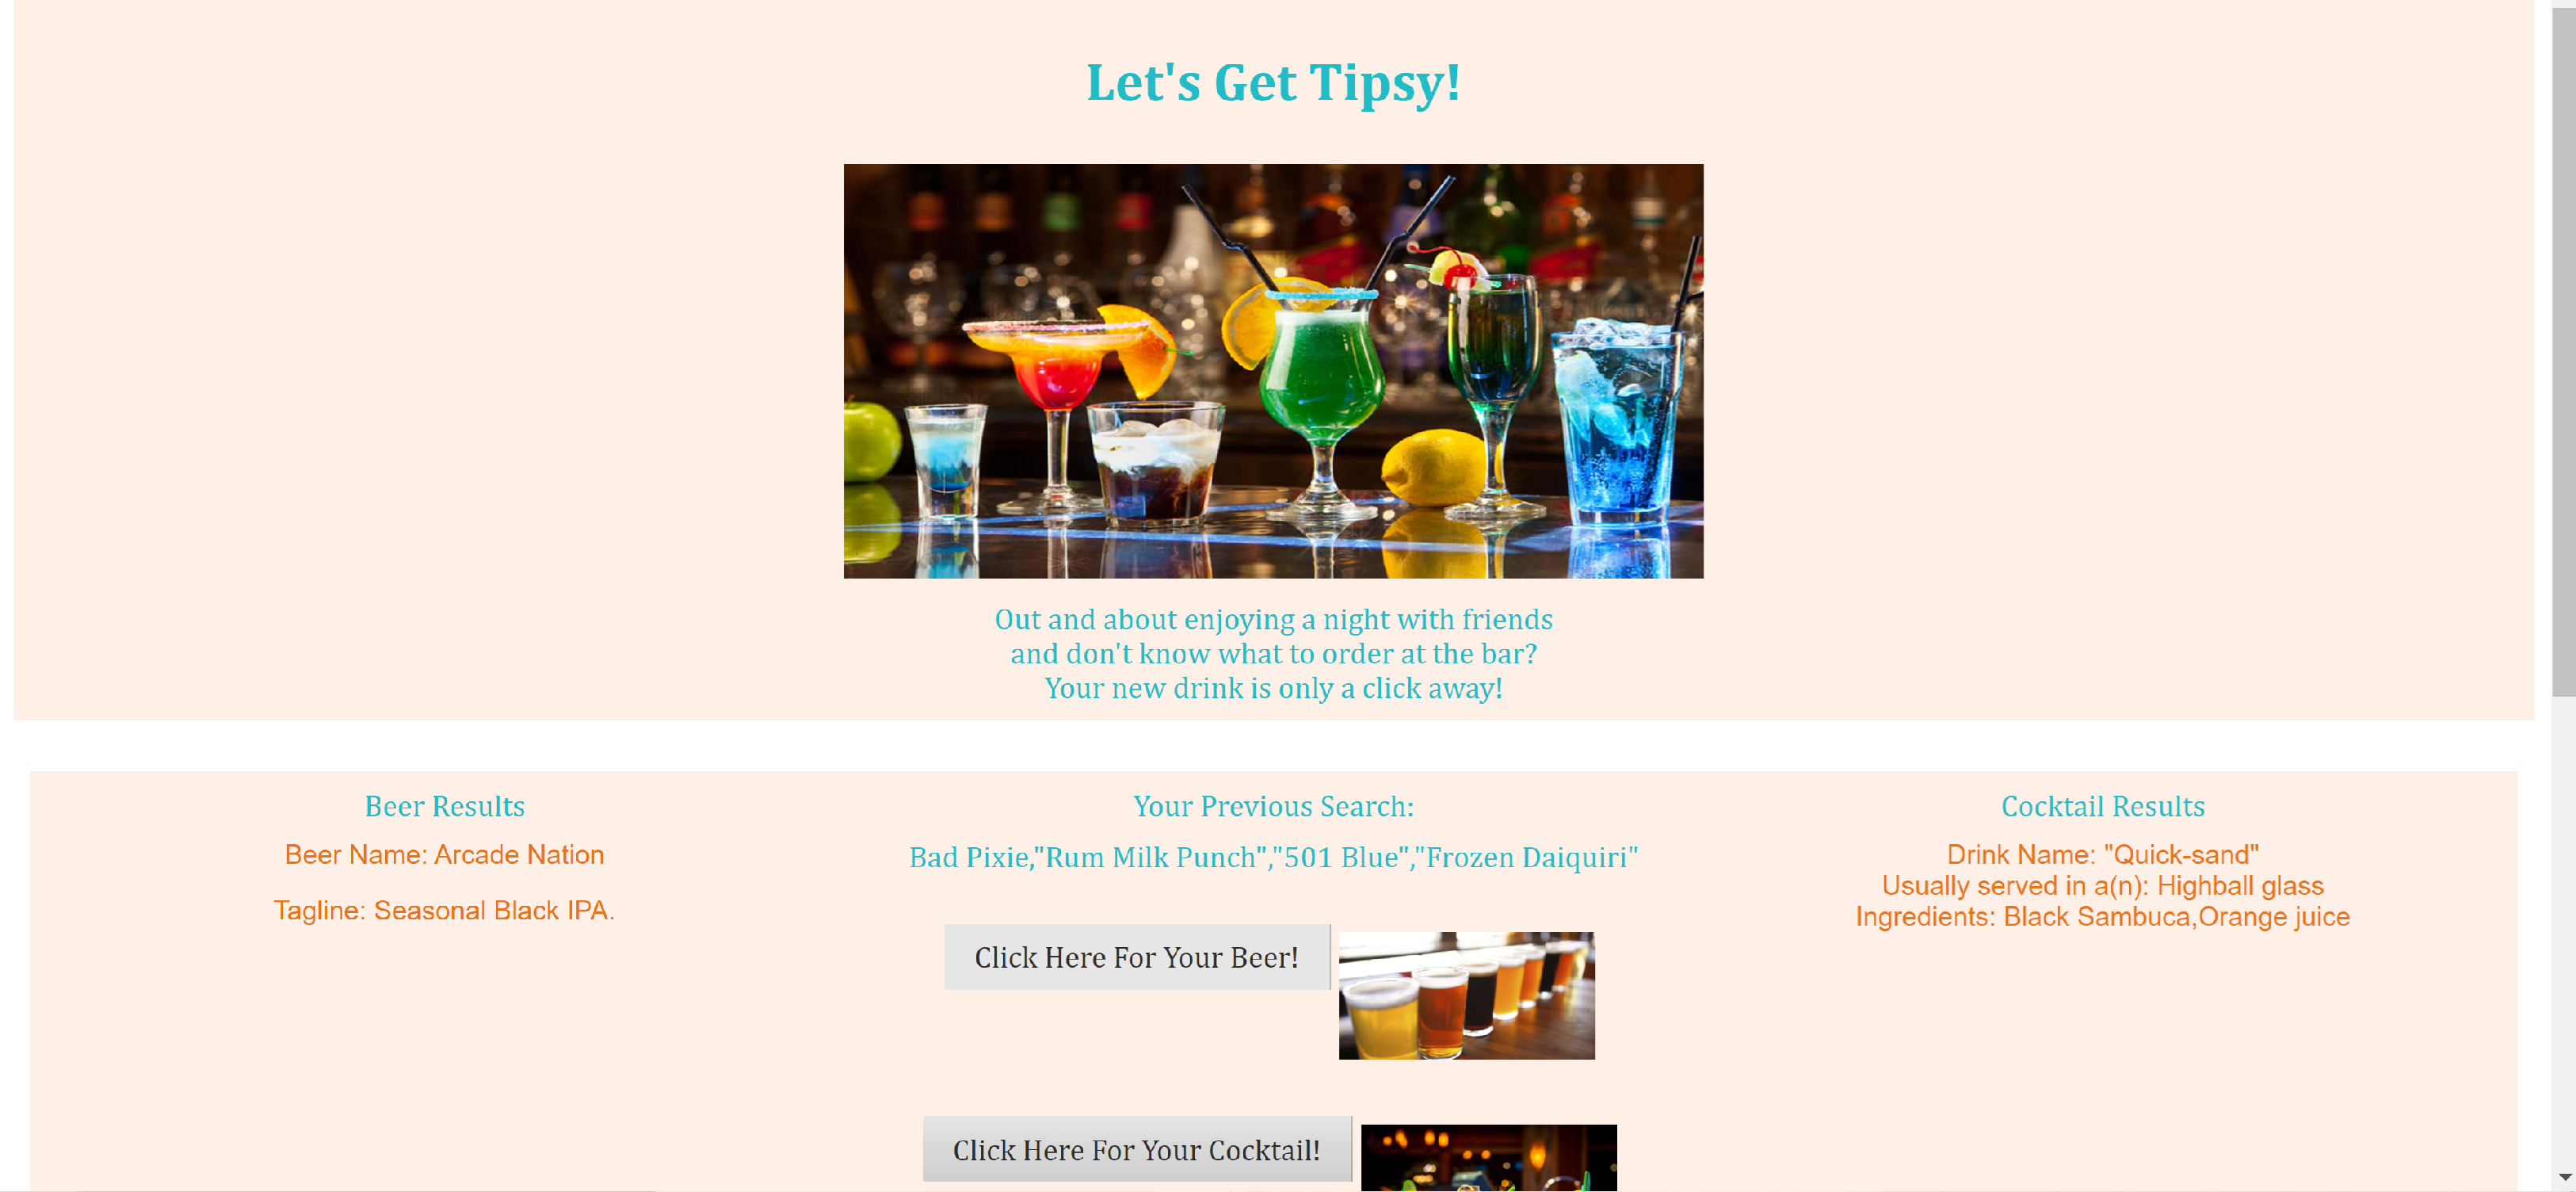 Let's Get Tipsy!
Out and about enjoying a night with friends
and don't know what to order at the bar?
Your new drink is only a click away!
Beer Results
Beer Name: Arcade Nation
Tagline: Seasonal Black IPA.
Your Previous Search:
Bad Pixie,"Rum Milk Punch","501 Blue","Frozen Daiquiri"
Click Here For Your Beer!
Click Here For Your Cocktail!
Cocktail Results
Drink Name: "Quick-sand"
Usually served in a(n): Highball glass
Ingredients: Black Sambuca,Orange juice